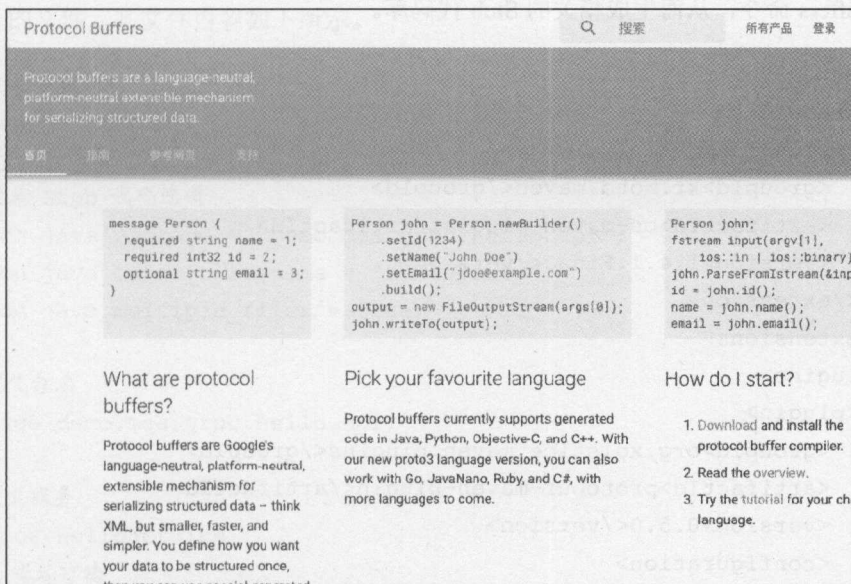 Protocol Buffers
搜索
所有产品 登录
Protocol buffers are a language-neutral,
platform-neutral extensible mechanism
for serializing structured data.
首页 指南 参考网页 支持
message Person {
required string name = 1;
required int32 id = 2;
optional string email = 3;
}
Person john = Person.newBuilder()
.setId(1234)
.setName("John Doe")
.setEmail("jdoe@example.com")
.build();
output = new FileOutputStream(args[0]);
john.writeTo(output);
Person john;
fstream input(argv[1],
ios::in | ios::binary)
john.ParseFromIstream(&inp
id = john.id();
name = john.name();
email = john.email();
What are protocol
buffers?
Protocol buffers are Google's
language-neutral, platform-neutral,
extensible mechanism for
serializing structured data – think
XML, but smaller, faster, and
simpler. You define how you want
your data to be structured once,
Pick your favourite language
Protocol buffers currently supports generated
code in Java, Python, Objective-C, and C++. With
our new proto3 language version, you can also
work with Go, JavaNano, Ruby, and C#, with
more languages to come.
How do I start?
1. Download and install the
protocol buffer compiler.
2. Read the overview.
3. Try the tutorial for your ch
language.